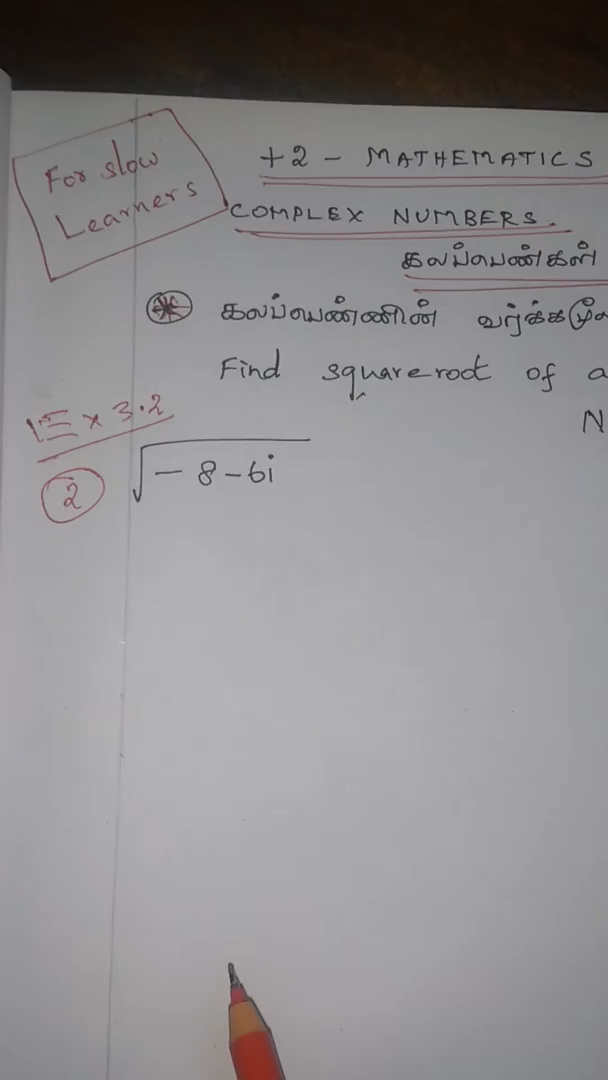 For slow
Learners
+2 - MATHEMATICS
COMPLEX NUMBERS.
கலப்பெண்கள்
கலப்பெண்ணின்
Find squareroot of a
N
Ex 3.2
2 √-8-6i